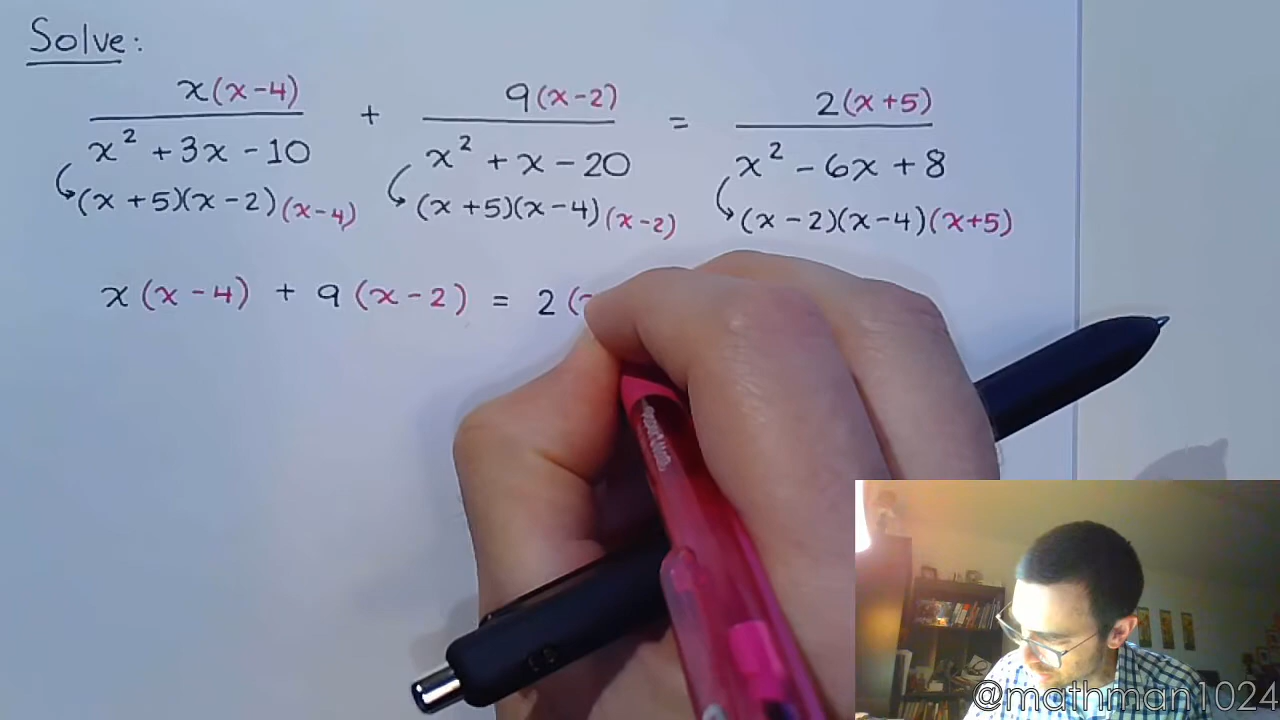 Solve:
x(x-4) + 9(x-2) = 2(x+5)
x² + 3x - 10 x² + x - 20 x² - 6x + 8
(x + 5)(x - 2)(x-4) (x + 5)(x - 4)(x-2) (x - 2)(x - 4)(x+5)
x(x - 4) + 9(x - 2) = 2(
@mathman1024